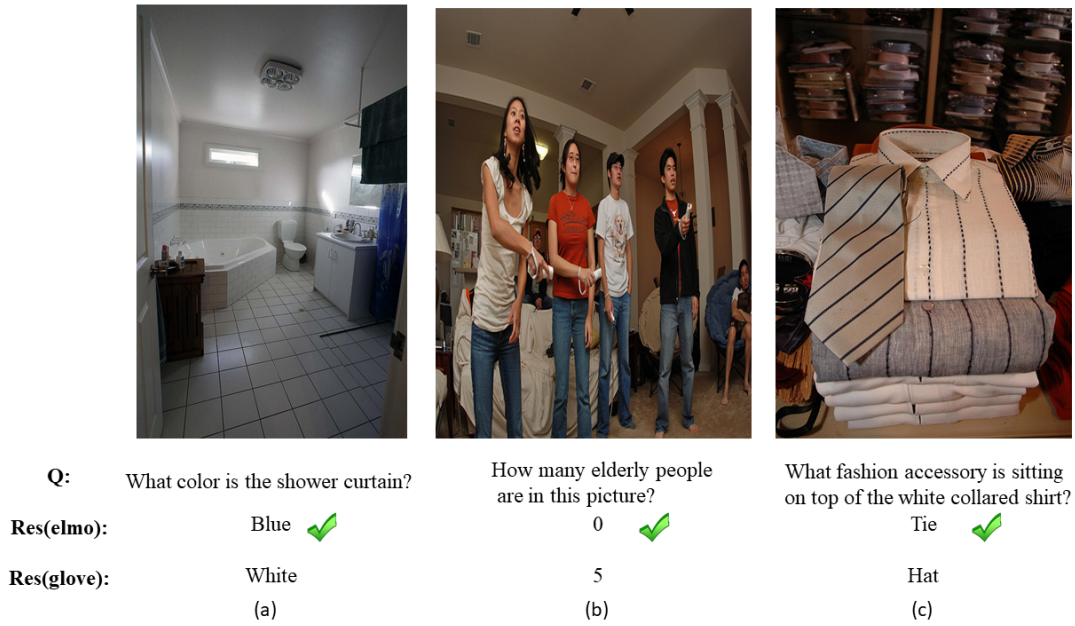 Q:
What color is the shower curtain?
How many elderly people
are in this picture?
What fashion accessory is sitting
on top of the white collared shirt?
Res(elmo):
Blue
0
Tie
Res(glove):
White
5
Hat
(a)
(b)
(c)